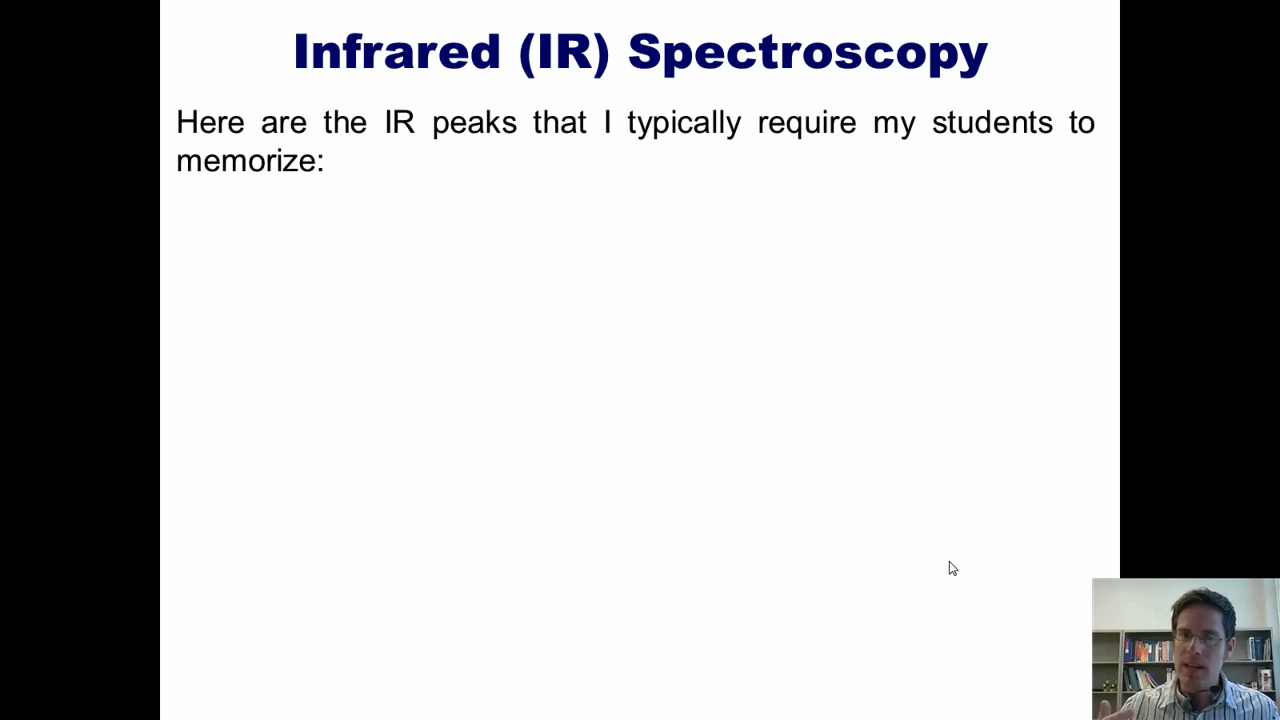 Infrared (IR) Spectroscopy
Here are the IR peaks that I typically require my students to
memorize: